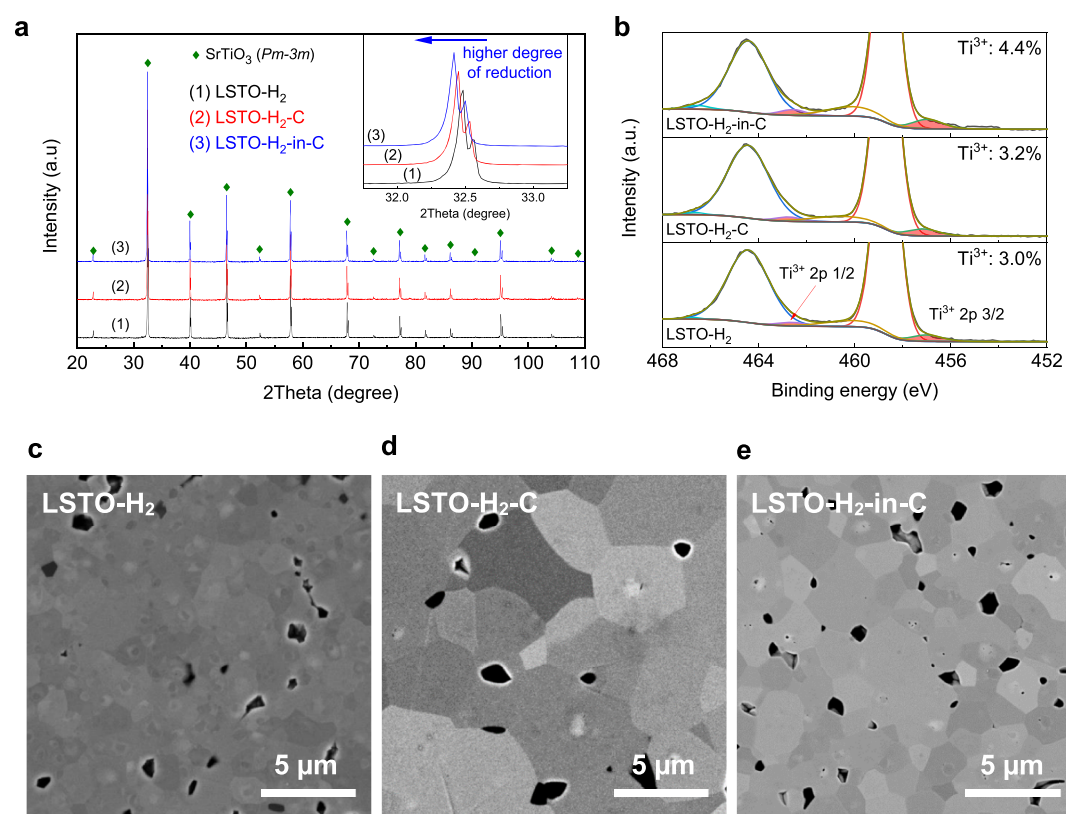 a
SrTiO₃ (Pm-3m)
(1) LSTO-H₂
(2) LSTO-H₂-C
(3) LSTO-H₂-in-C
higher degree
of reduction
(3)
(2)
(1)
32.0 32.5 33.0
2Theta (degree)
(3)
(2)
(1)
Intensity (a.u)
20 30 40 50 60 70 80 90 100 110
2Theta (degree)
b
Ti³⁺: 4.4%
LSTO-H₂-in-C
Ti³⁺: 3.2%
LSTO-H₂-C
Ti³⁺: 3.0%
Ti³⁺ 2p 1/2
Ti³⁺ 2p 3/2
LSTO-H₂
Intensity (a.u.)
468 464 460 456 452
Binding energy (eV)
c
LSTO-H₂
5 µm
d
LSTO-H₂-C
5 µm
e
LSTO-H₂-in-C
5 µm